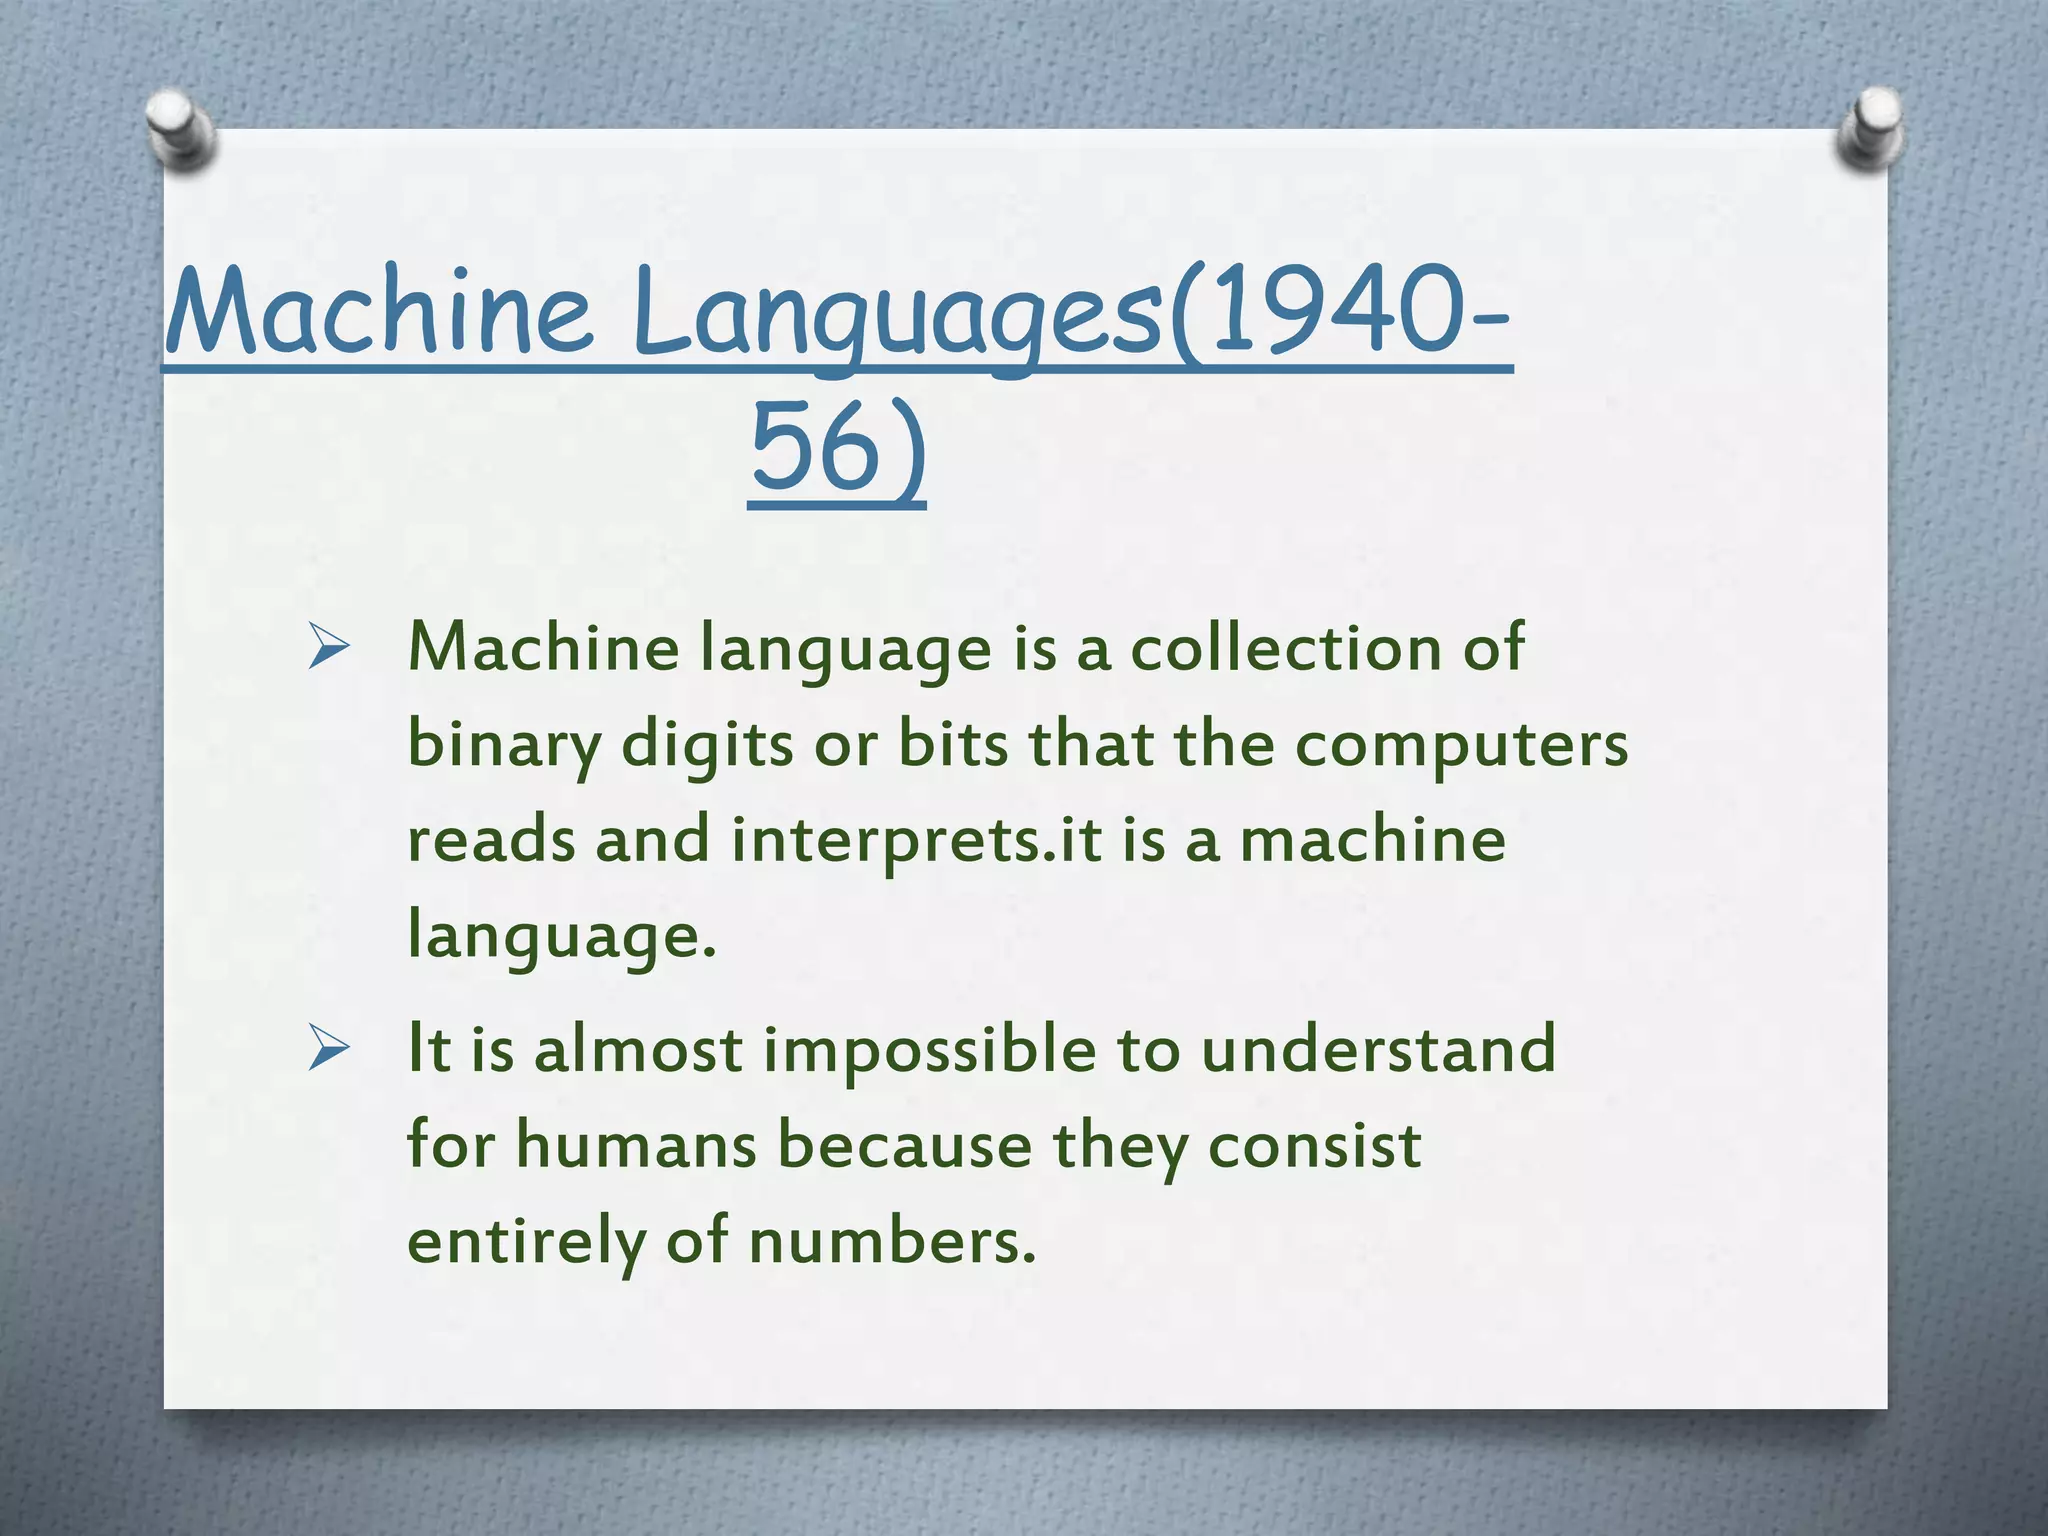 Machine Languages(1940-
56)
Machine language is a collection of
binary digits or bits that the computers
reads and interprets.it is a machine
language.
It is almost impossible to understand
for humans because they consist
entirely of numbers.